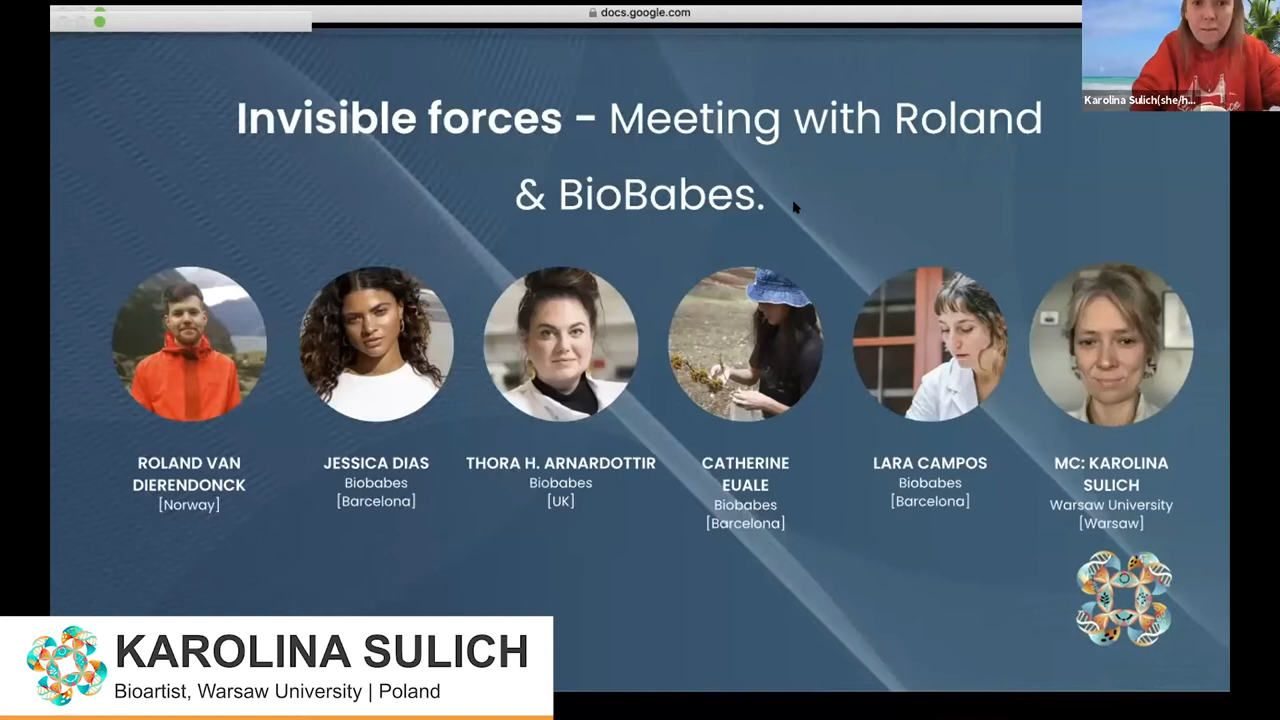 docs.google.com
Karolina Sulich(she/h...
Invisible forces - Meeting with Roland
& BioBabes.
ROLAND VAN
DIERENDONCK
[Norway]
JESSICA DIAS
Biobabes
[Barcelona]
THORA H. ARNARDOTTIR
Biobabes
[UK]
CATHERINE
EUALE
Biobabes
[Barcelona]
LARA CAMPOS
Biobabes
[Barcelona]
MC: KAROLINA
SULICH
Warsaw University
[Warsaw]
KAROLINA SULICH
Bioartist, Warsaw University | Poland